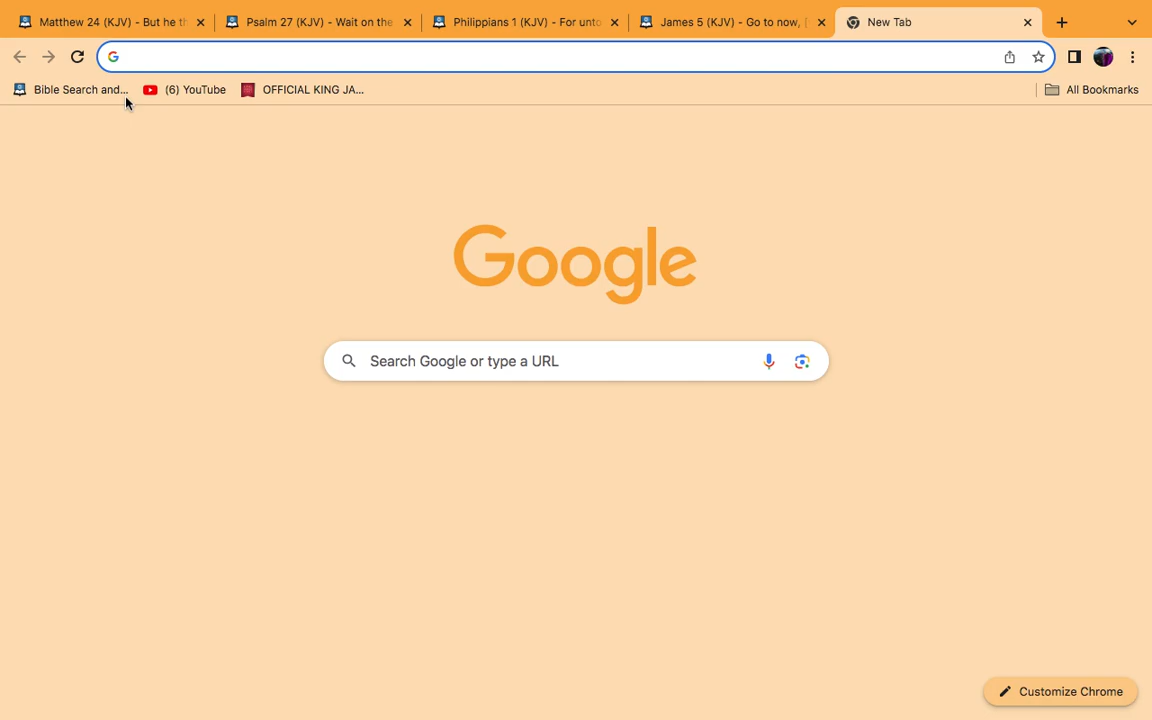 Matthew 24 (KJV) - But he th
Psalm 27 (KJV) - Wait on the
Philippians 1 (KJV) - For unto
James 5 (KJV) - Go to now,
New Tab
Bible Search and...
(6) YouTube
OFFICIAL KING JA...
All Bookmarks
Google
Search Google or type a URL
Customize Chrome